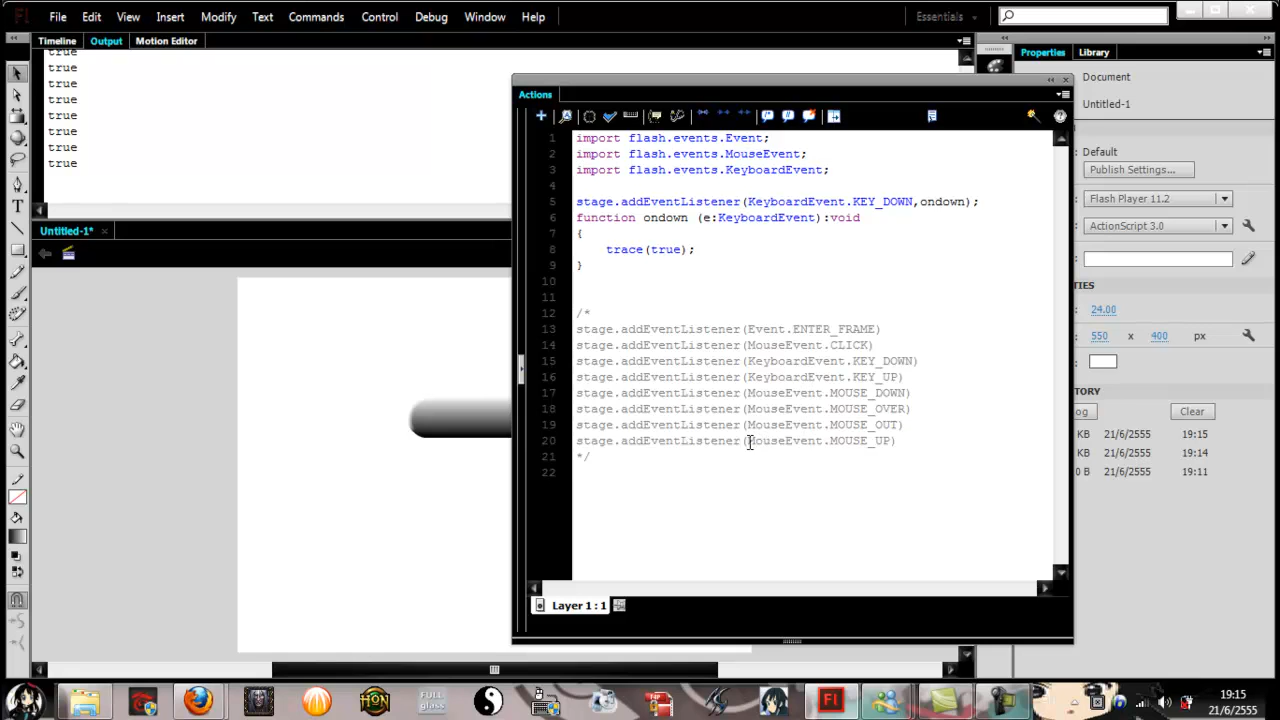 Fl File Edit View Insert Modify Text Commands Control Debug Window Help Essentials
Timeline Output Motion Editor
true
true
true
true
true
true
true
true
Untitled-1*
Actions
1 import flash.events.Event;
2 import flash.events.MouseEvent;
3 import flash.events.KeyboardEvent;
4
5 stage.addEventListener(KeyboardEvent.KEY_DOWN,ondown);
6 function ondown (e:KeyboardEvent):void
7 {
8 trace(true);
9 }
10
11
12 /*
13 stage.addEventListener(Event.ENTER_FRAME)
14 stage.addEventListener(MouseEvent.CLICK)
15 stage.addEventListener(KeyboardEvent.KEY_DOWN)
16 stage.addEventListener(KeyboardEvent.KEY_UP)
17 stage.addEventListener(MouseEvent.MOUSE_DOWN)
18 stage.addEventListener(MouseEvent.MOUSE_OVER)
19 stage.addEventListener(MouseEvent.MOUSE_OUT)
20 stage.addEventListener(MouseEvent.MOUSE_UP)
21 */
22
Layer 1 : 1
Properties Library
Document
Untitled-1
Default
Publish Settings...
Flash Player 11.2
ActionScript 3.0
TIES
24.00
550 x 400 px
TORY
og Clear
KB 21/6/2555 19:15
KB 21/6/2555 19:14
0 B 21/6/2555 19:11
HON FULL glass Fl
19:15
21/6/2555